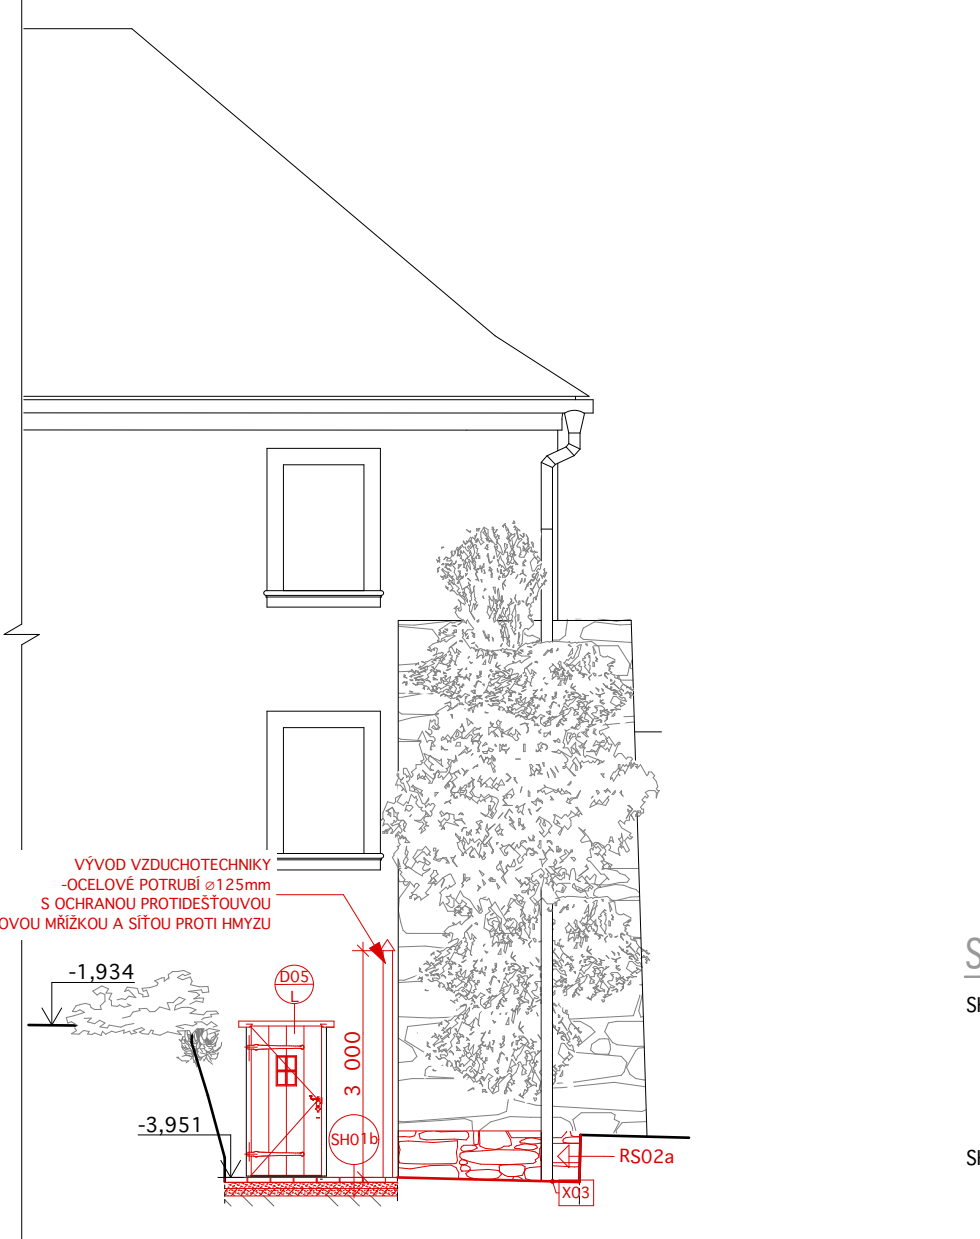 VÝVOD VZDUCHOTECHNIKY
-OCELOVÉ POTRUBÍ ⌀125mm
S OCHRANOU PROTIDEŠŤOUVOU
MŘÍŽKOU A SÍŤOU PROTI HMYZU
-1,934
D05
L
3 000
-3,951
SH01b
RS02a
X03